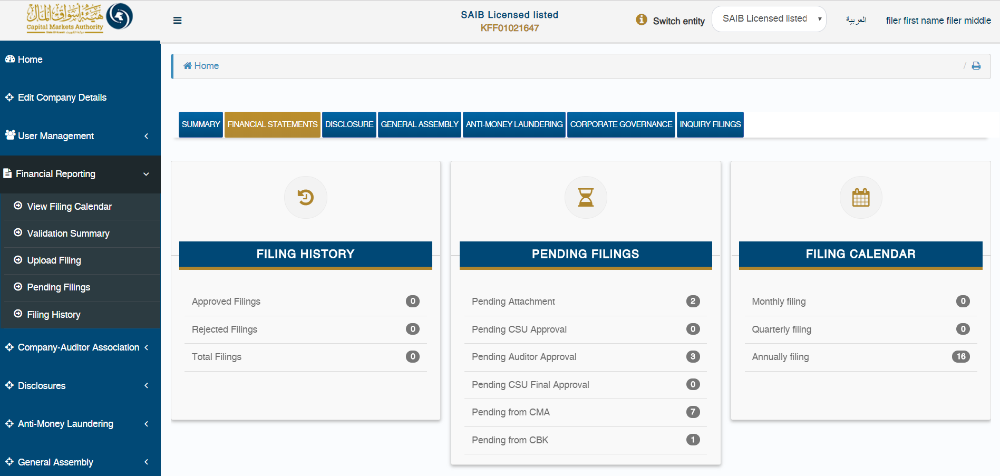 هيئة أسواق المال
Capital Markets Authority
State Of Kuwait دولة الكويت
SAIB Licensed listed
KFF01021647
Switch entity
SAIB Licensed listed
العربية
filer first name filer middle
Home
Edit Company Details
User Management
Financial Reporting
View Filing Calendar
Validation Summary
Upload Filing
Pending Filings
Filing History
Company-Auditor Association
Disclosures
Anti-Money Laundering
General Assembly
Home
/
SUMMARY
FINANCIAL STATEMENTS
DISCLOSURE
GENERAL ASSEMBLY
ANTI-MONEY LAUNDERING
CORPORATE GOVERNANCE
INQUIRY FILINGS
FILING HISTORY
Approved Filings 0
Rejected Filings 0
Total Filings 0
PENDING FILINGS
Pending Attachment 2
Pending CSU Approval 0
Pending Auditor Approval 3
Pending CSU Final Approval 0
Pending from CMA 7
Pending from CBK 1
FILING CALENDAR
Monthly filing 0
Quarterly filing 0
Annually filing 16